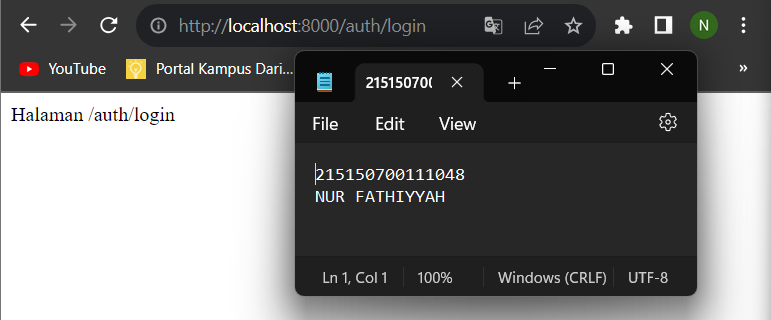 http://localhost:8000/auth/login
N
YouTube
Portal Kampus Dari...
»
Halaman /auth/login
File Edit View
215150700111048
NUR FATHIYYAH
Ln 1, Col 1 100% Windows (CRLF) UTF-8